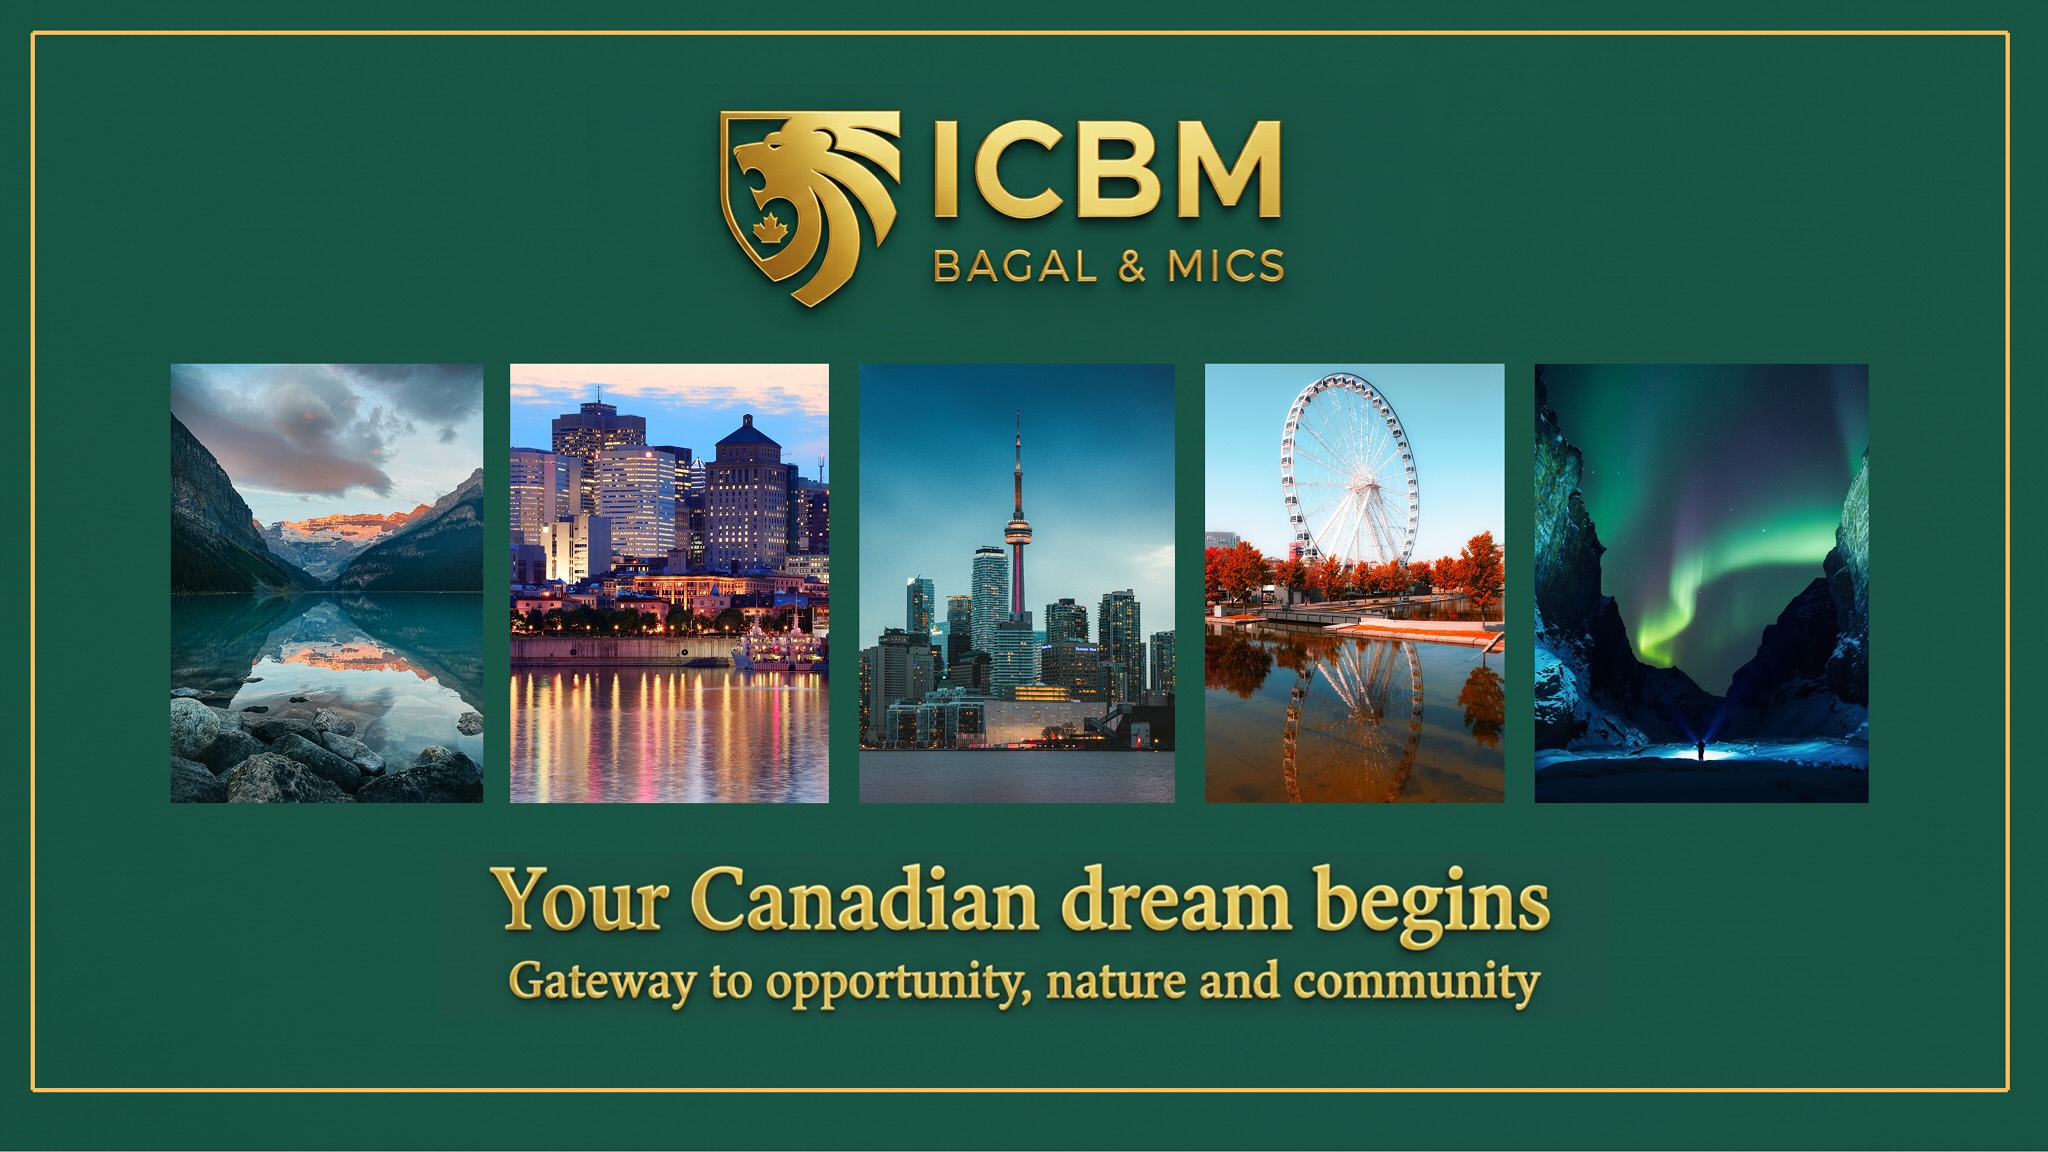 ICBM
BAGAL & MICS
Your Canadian dream begins
Gateway to opportunity, nature and community